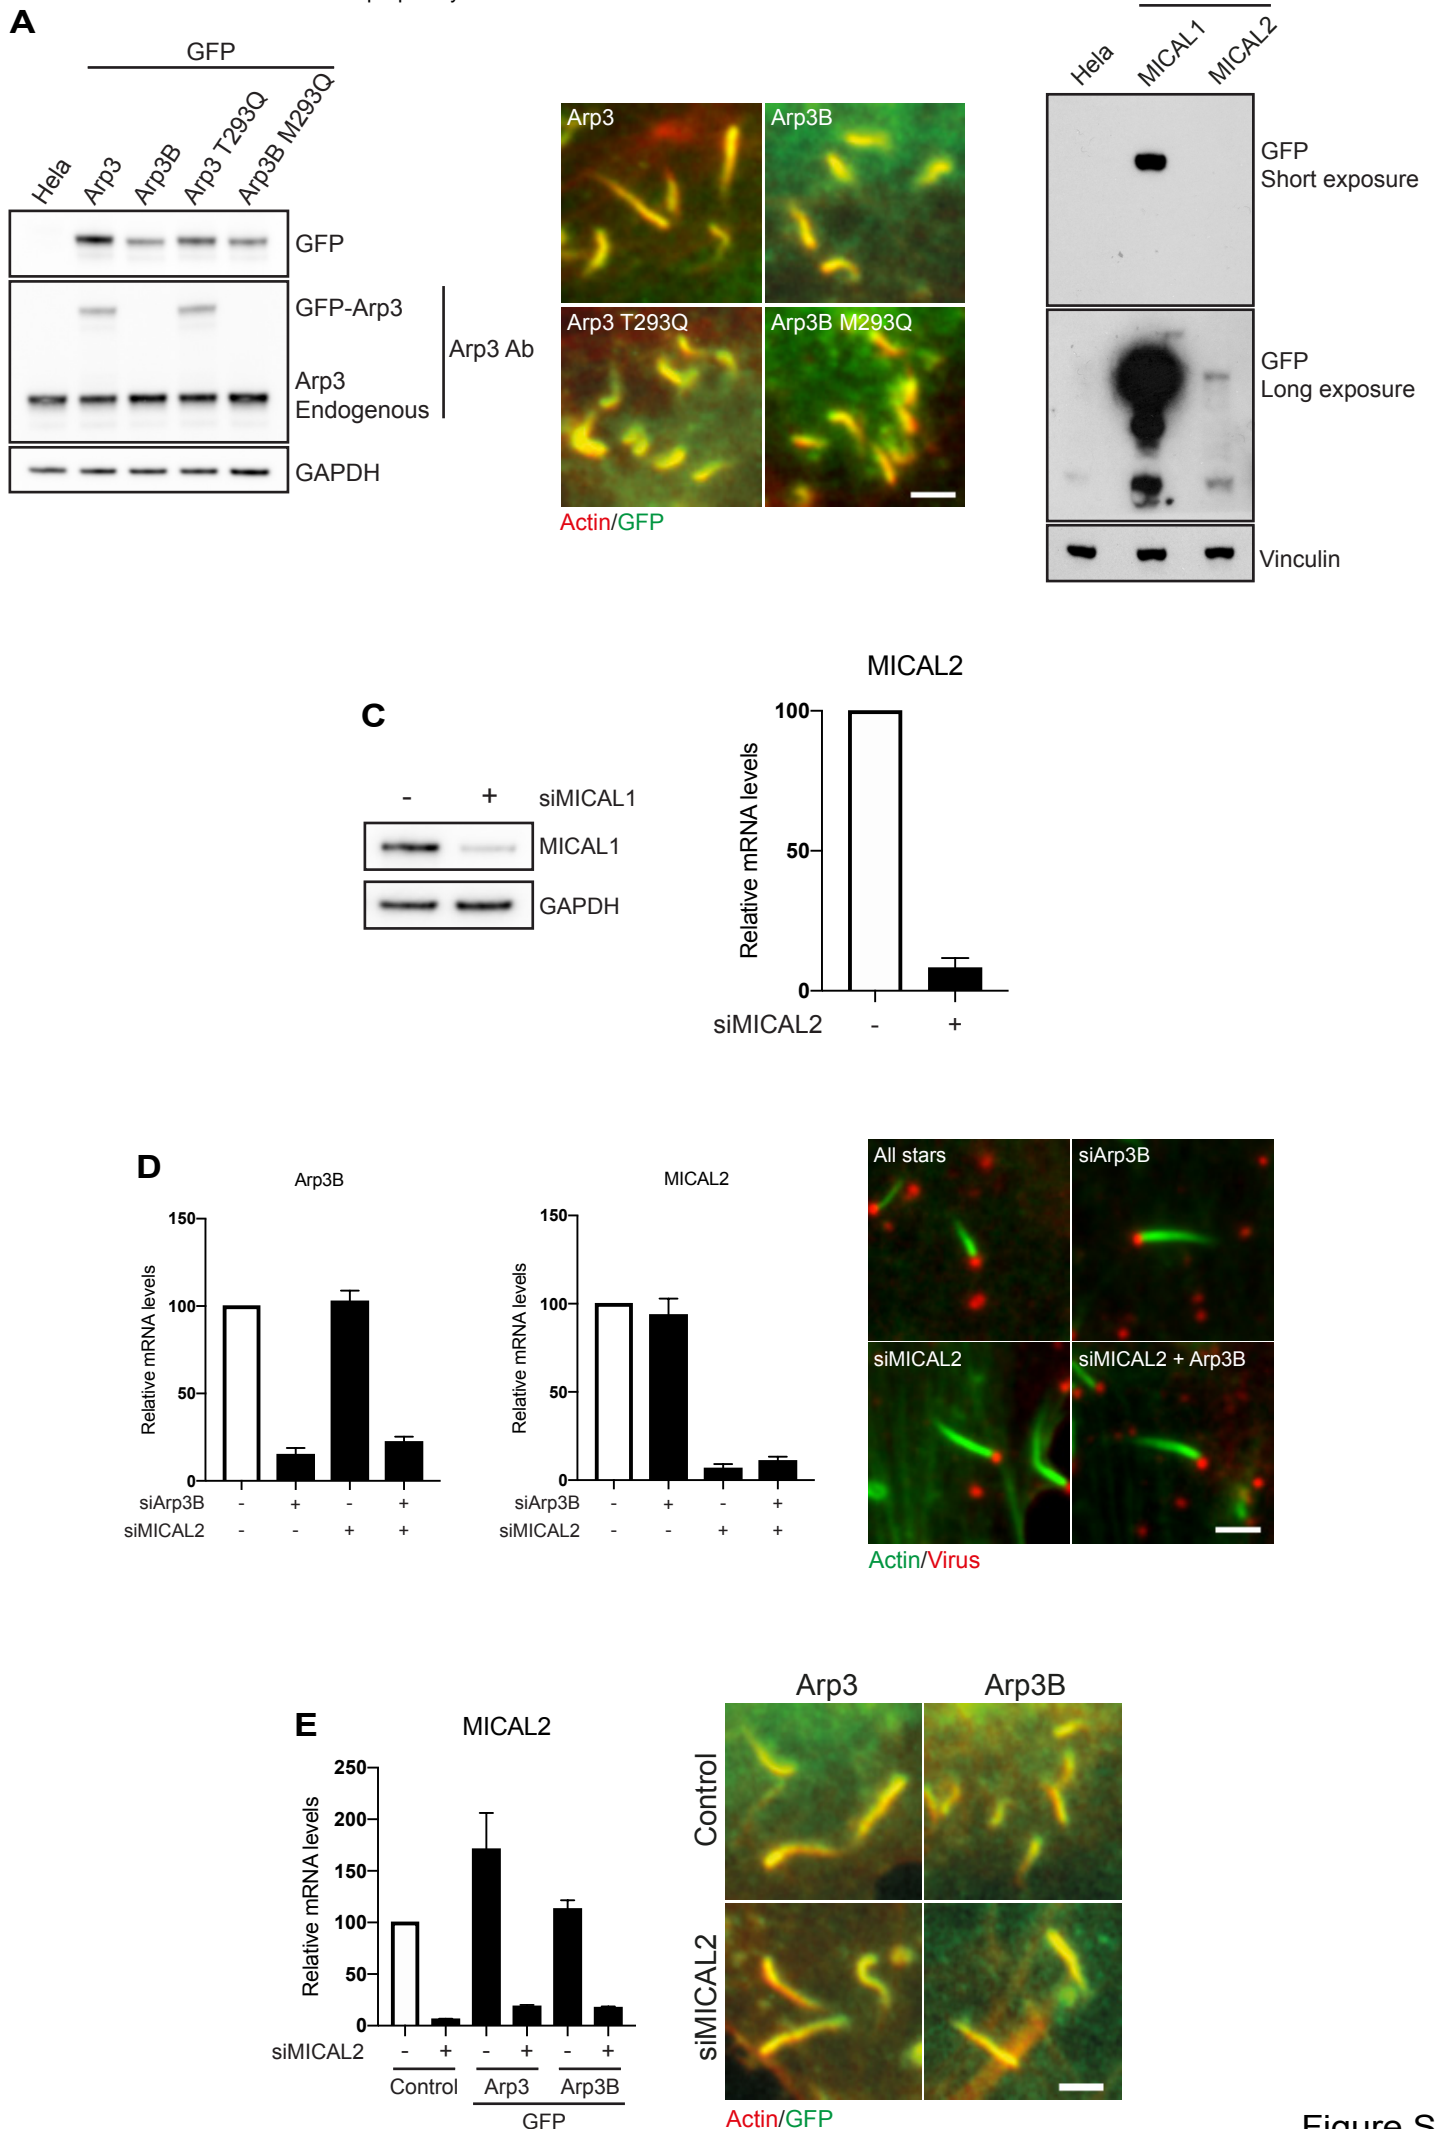 A
GFP
Hela
Arp3
Arp3B
Arp3 T293Q
Arp3B M293Q
GFP
GFP-Arp3
Arp3
Endogenous
Arp3 Ab
GAPDH
Arp3
Arp3B
Arp3 T293Q
Arp3B M293Q
Actin/GFP
Hela
MICAL1
MICAL2
GFP
Short exposure
GFP
Long exposure
Vinculin
C
- + siMICAL1
MICAL1
GAPDH
MICAL2
Relative mRNA levels
100
50
0
siMICAL2 - +
D
Arp3B
Relative mRNA levels
150
100
50
0
siArp3B - + - +
siMICAL2 - - + +
MICAL2
Relative mRNA levels
150
100
50
0
siArp3B - + - +
siMICAL2 - - + +
All stars
siArp3B
siMICAL2
siMICAL2 + Arp3B
Actin/Virus
E
MICAL2
Relative mRNA levels
250
200
150
100
50
0
siMICAL2 - + - + - +
Control Arp3 Arp3B
GFP
Arp3 Arp3B
Control
siMICAL2
Actin/GFP
Figure S